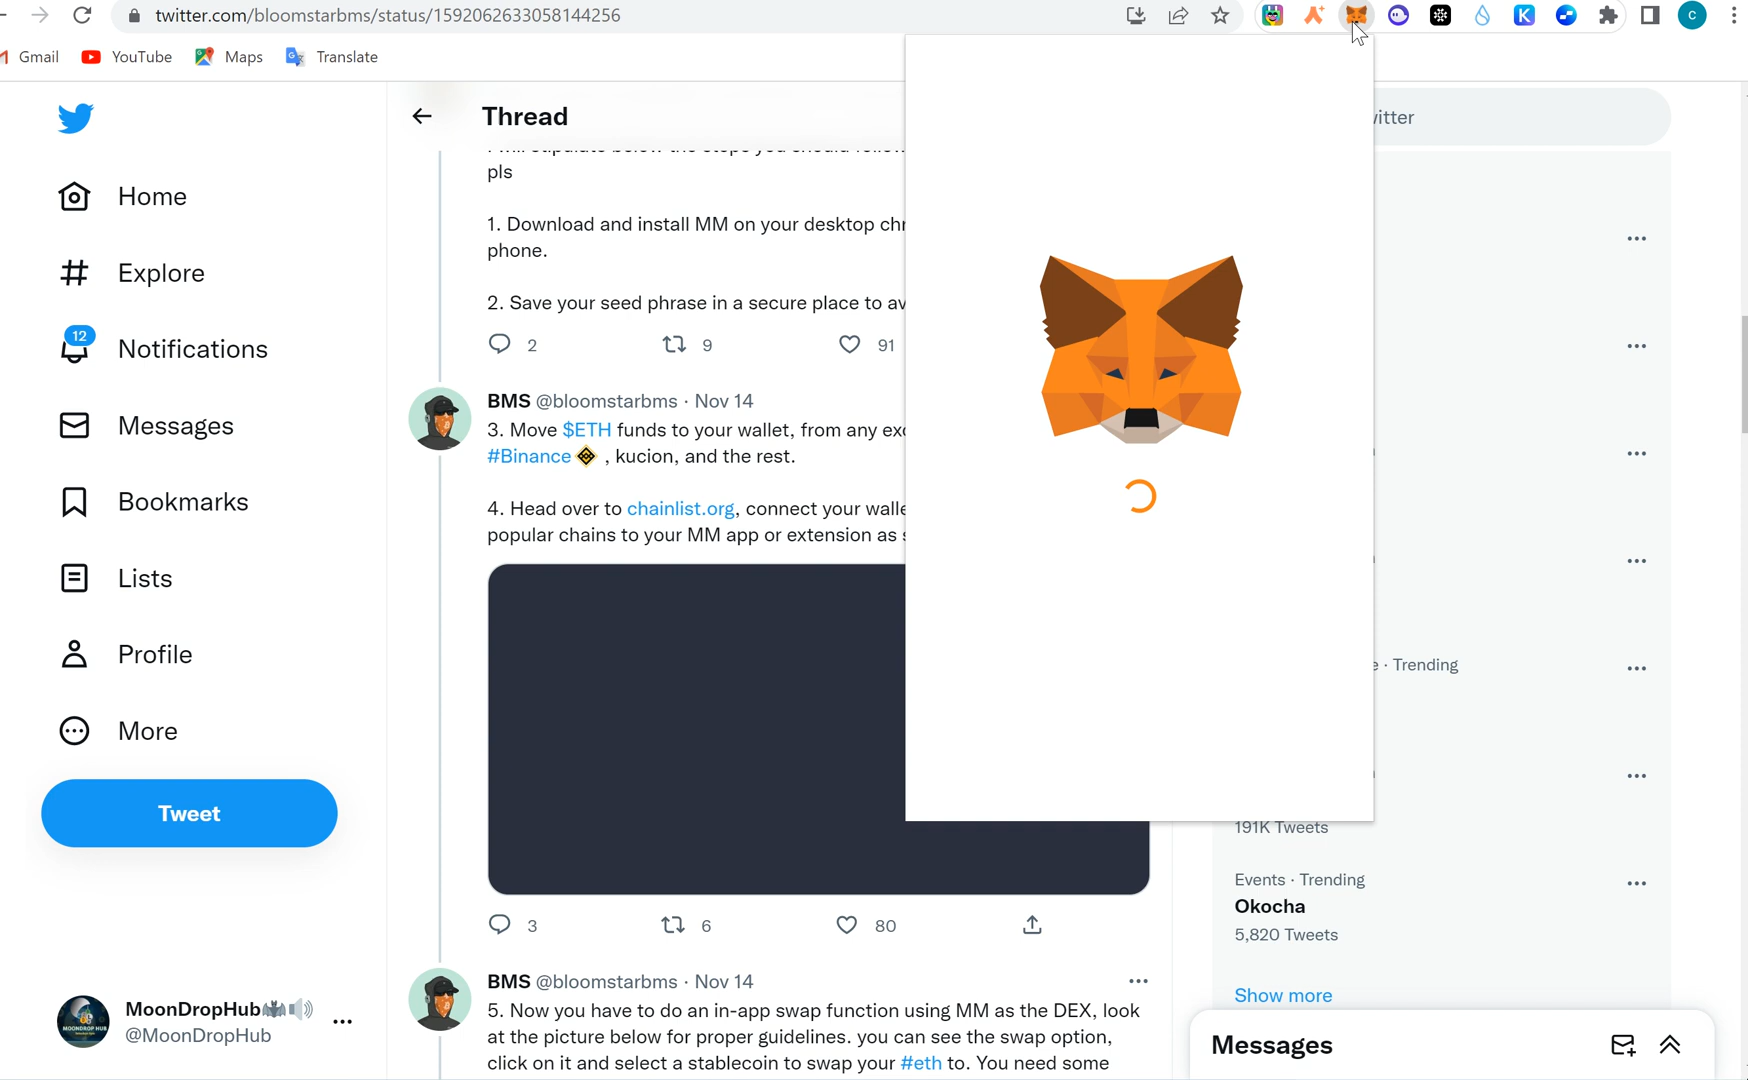 twitter.com/bloomstarbms/status/1592062633058144256
C
Gmail
YouTube
Maps
Translate
Home
Explore
12
Notifications
Messages
Bookmarks
Lists
Profile
More
Tweet
MoonDropHub
@MoonDropHub
Thread
pls
1. Download and install MM on your desktop chr
phone.
2. Save your seed phrase in a secure place to av
2 9 91
BMS @bloomstarbms · Nov 14
3. Move $ETH funds to your wallet, from any exc
#Binance , kucion, and the rest.
4. Head over to chainlist.org, connect your walle
popular chains to your MM app or extension as s
3 6 80
BMS @bloomstarbms · Nov 14
5. Now you have to do an in-app swap function using MM as the DEX, look
at the picture below for proper guidelines. you can see the swap option,
click on it and select a stablecoin to swap your #eth to. You need some
witter
e · Trending
191K Tweets
Events · Trending
Okocha
5,820 Tweets
Show more
Messages